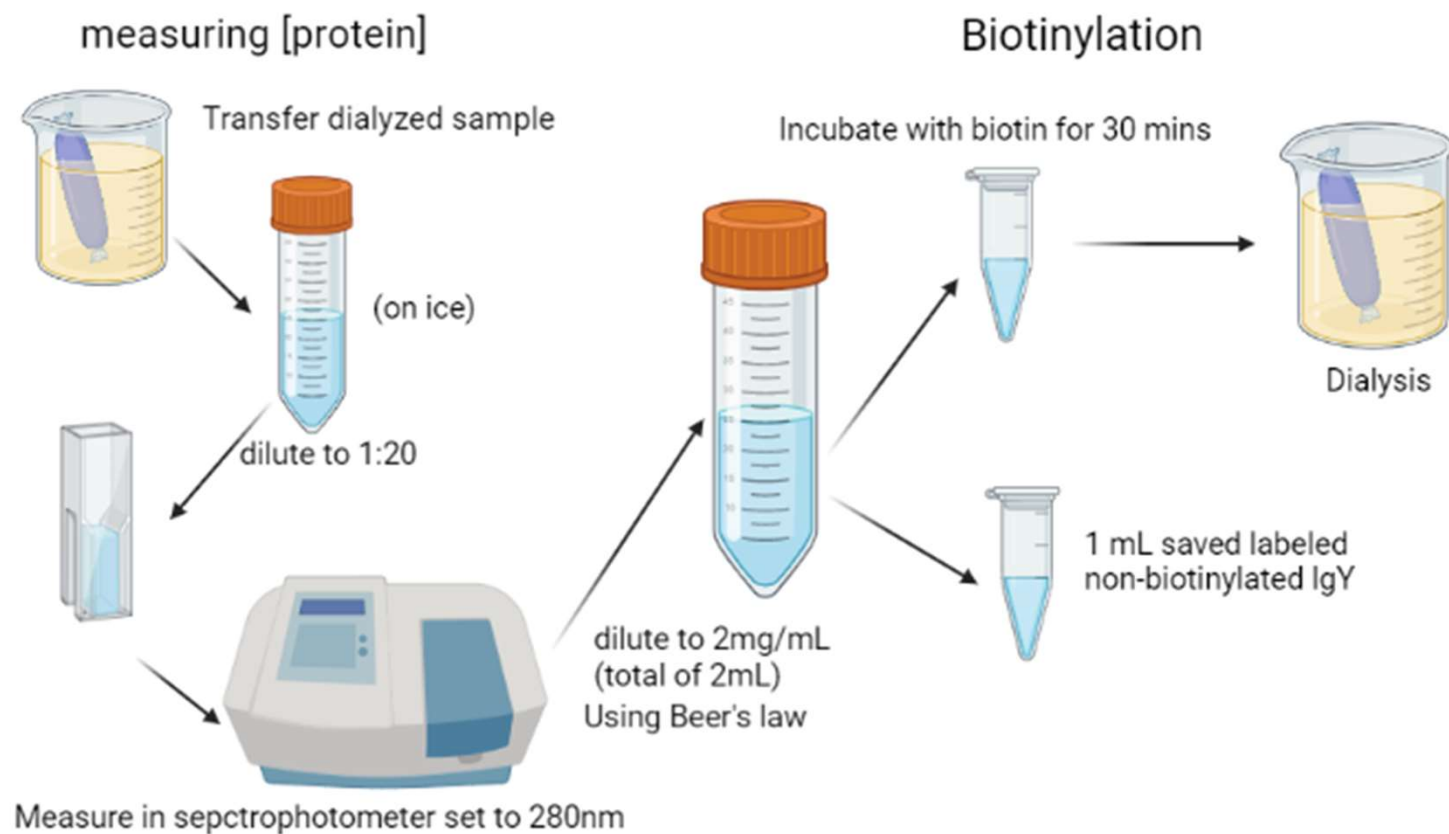 measuring [protein]
Transfer dialyzed sample
(on ice)
dilute to 1:20
Measure in sepctrophotometer set to 280nm
dilute to 2mg/mL
(total of 2mL)
Using Beer's law
Biotinylation
Incubate with biotin for 30 mins
Dialysis
1 mL saved labeled
non-biotinylated IgY